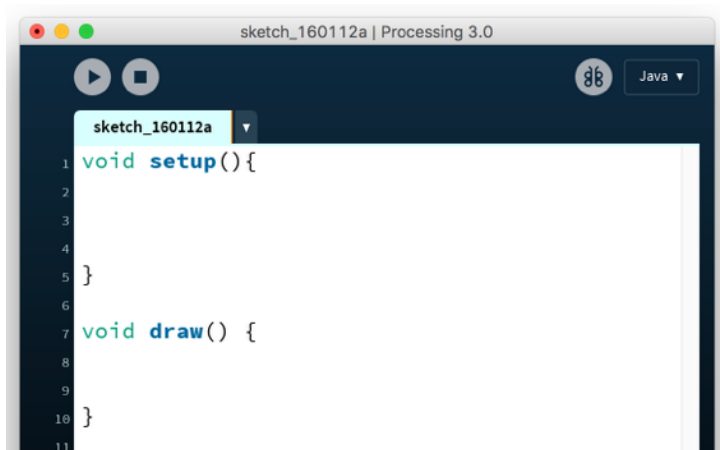 sketch_160112a | Processing 3.0
Java ▼
sketch_160112a ▼
1 void setup(){
2
3
4
5 }
6
7 void draw() {
8
9
10 }
11